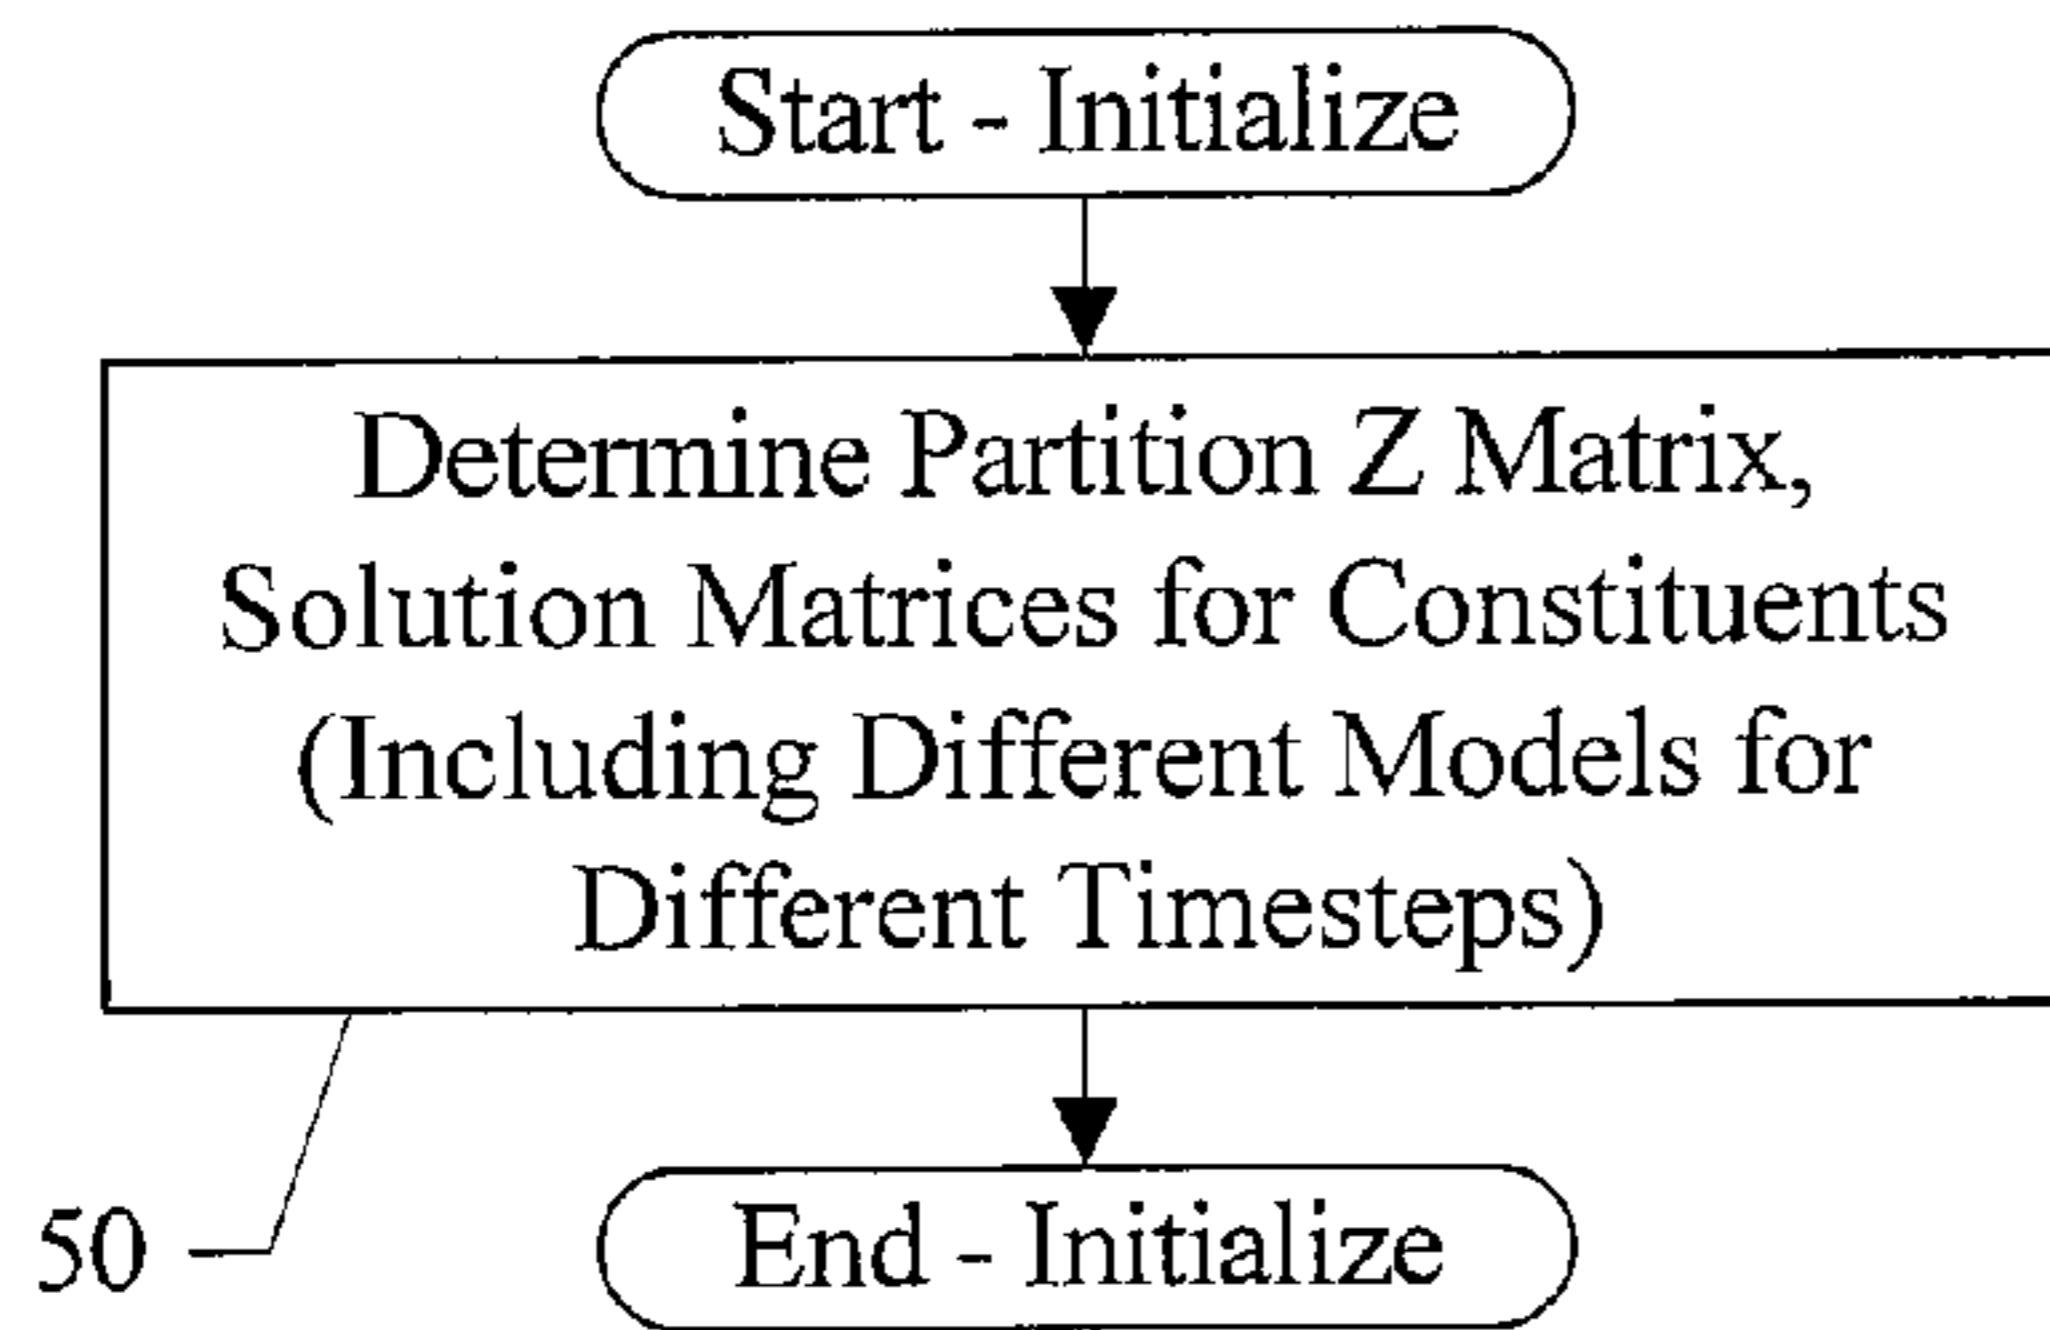 Start - Initialize
Determine Partition Z Matrix,
Solution Matrices for Constituents
(Including Different Models for
Different Timesteps)
50
End - Initialize